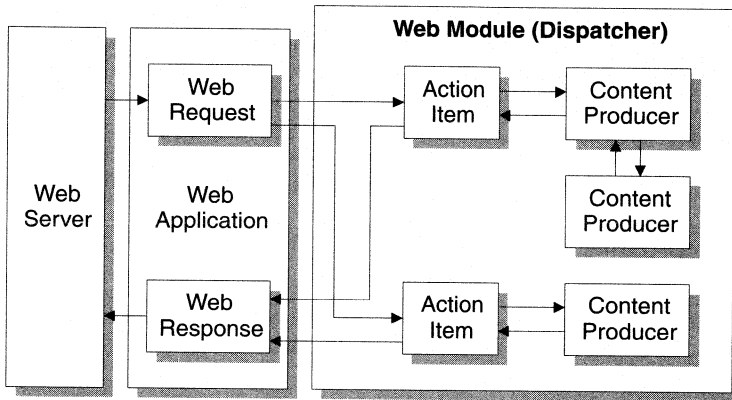 Web Module (Dispatcher)
Web
Server
Web
Request
Web
Application
Web
Response
Action
Item
Content
Producer
Content
Producer
Action
Item
Content
Producer